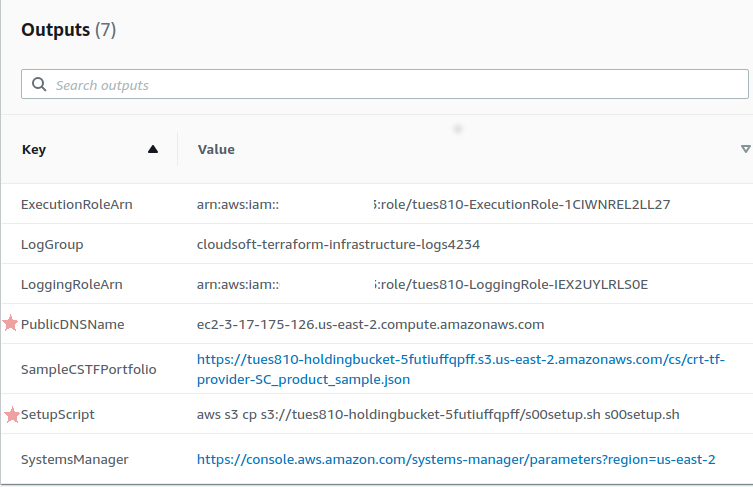 Outputs (7)
Search outputs
Key Value
ExecutionRoleArn arn:aws:iam:: :role/tues810-ExecutionRole-1CIWNREL2LL27
LogGroup cloudsoft-terraform-infrastructure-logs4234
LoggingRoleArn arn:aws:iam:: :role/tues810-LoggingRole-IEX2UYLRLS0E
PublicDNSName ec2-3-17-175-126.us-east-2.compute.amazonaws.com
SampleCSTFPortfolio https://tues810-holdingbucket-5futiuffqpff.s3.us-east-2.amazonaws.com/cs/crt-tf-
provider-SC_product_sample.json
SetupScript aws s3 cp s3://tues810-holdingbucket-5futiuffqpff/s00setup.sh s00setup.sh
SystemsManager https://console.aws.amazon.com/systems-manager/parameters?region=us-east-2